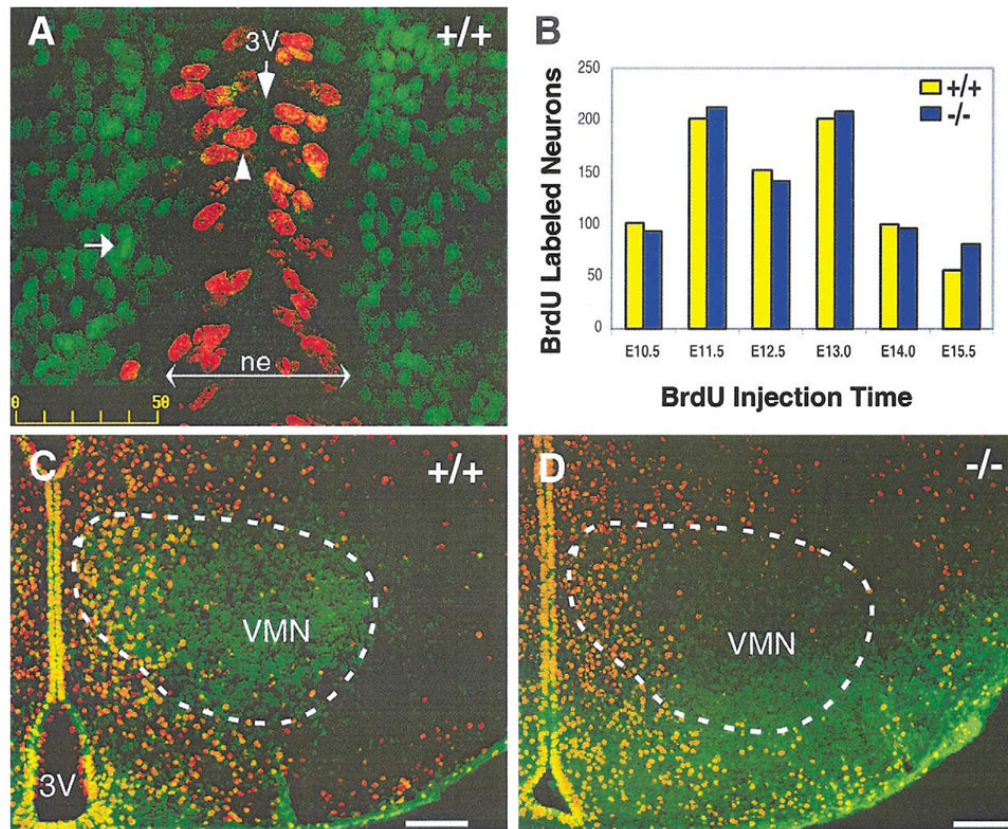 A
3V
+/+
ne
0
50
B
BrdU Labeled Neurons
250
200
150
100
50
0
+/+
-/-
E10.5
E11.5
E12.5
E13.0
E14.0
E15.5
BrdU Injection Time
C
+/+
VMN
3V
D
-/-
VMN